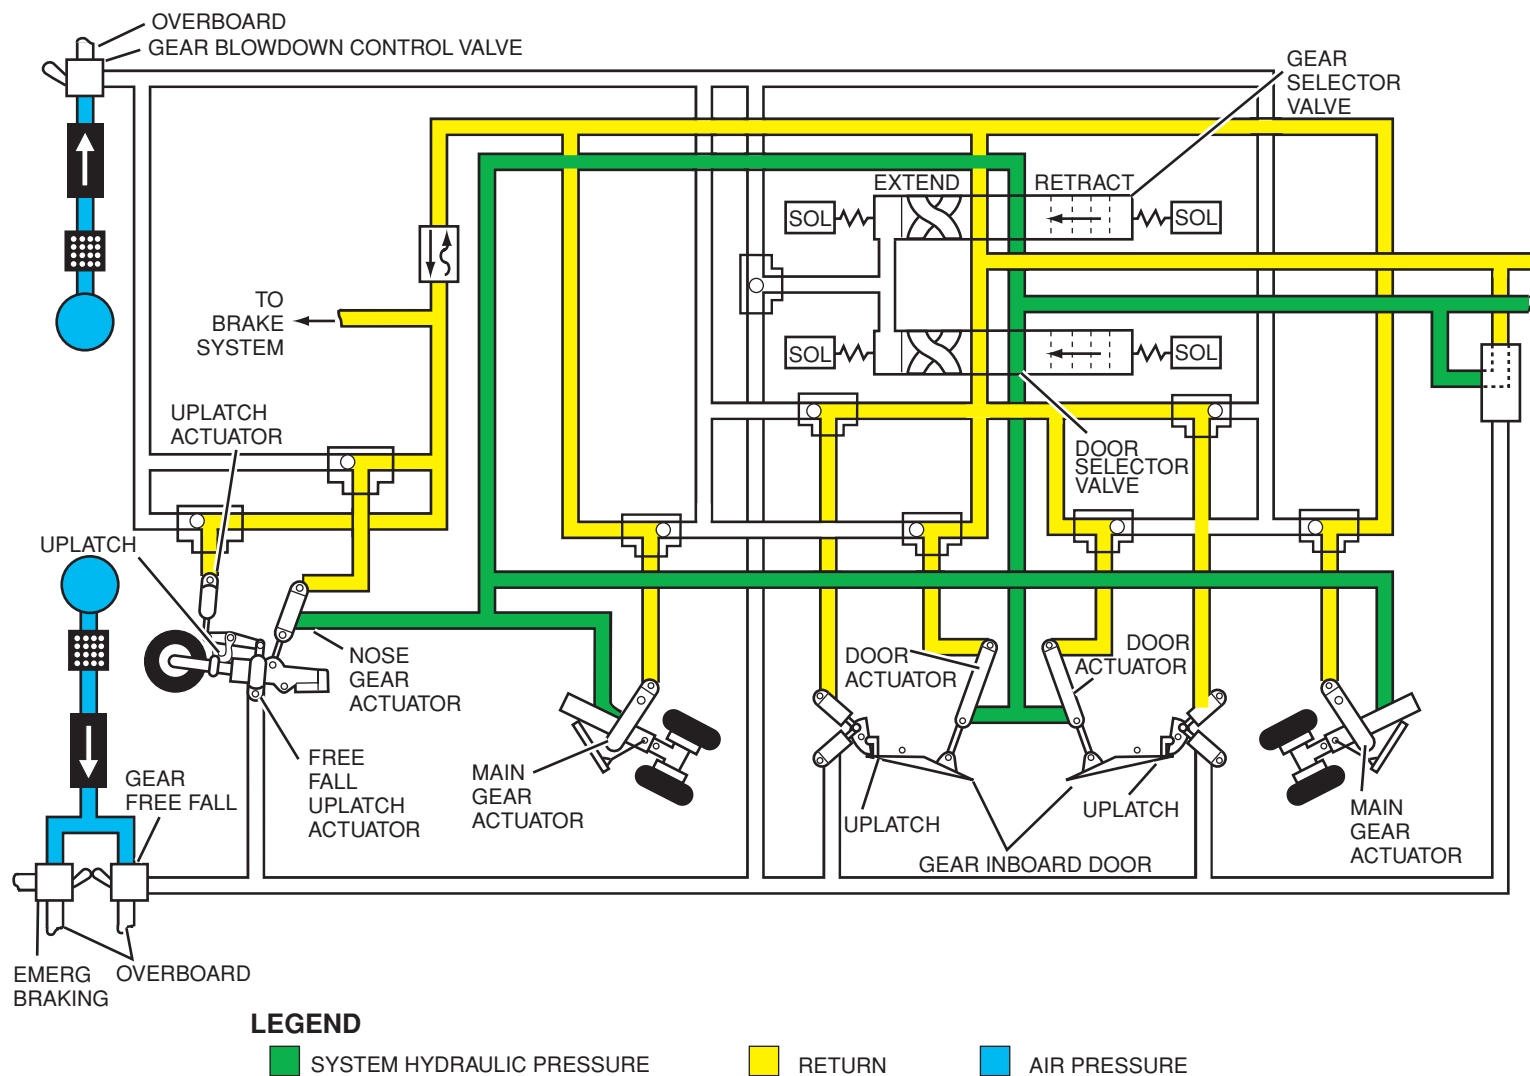 OVERBOARD
GEAR BLOWDOWN CONTROL VALVE
GEAR
SELECTOR
VALVE
EXTEND
RETRACT
SOL
SOL
TO
BRAKE
SYSTEM
SOL
SOL
UPLATCH
ACTUATOR
DOOR
SELECTOR
VALVE
UPLATCH
NOSE
GEAR
ACTUATOR
DOOR
ACTUATOR
DOOR
ACTUATOR
FREE
FALL
UPLATCH
ACTUATOR
MAIN
GEAR
ACTUATOR
GEAR
FREE FALL
UPLATCH
UPLATCH
MAIN
GEAR
ACTUATOR
GEAR INBOARD DOOR
EMERG
BRAKING
OVERBOARD
LEGEND
SYSTEM HYDRAULIC PRESSURE
RETURN
AIR PRESSURE